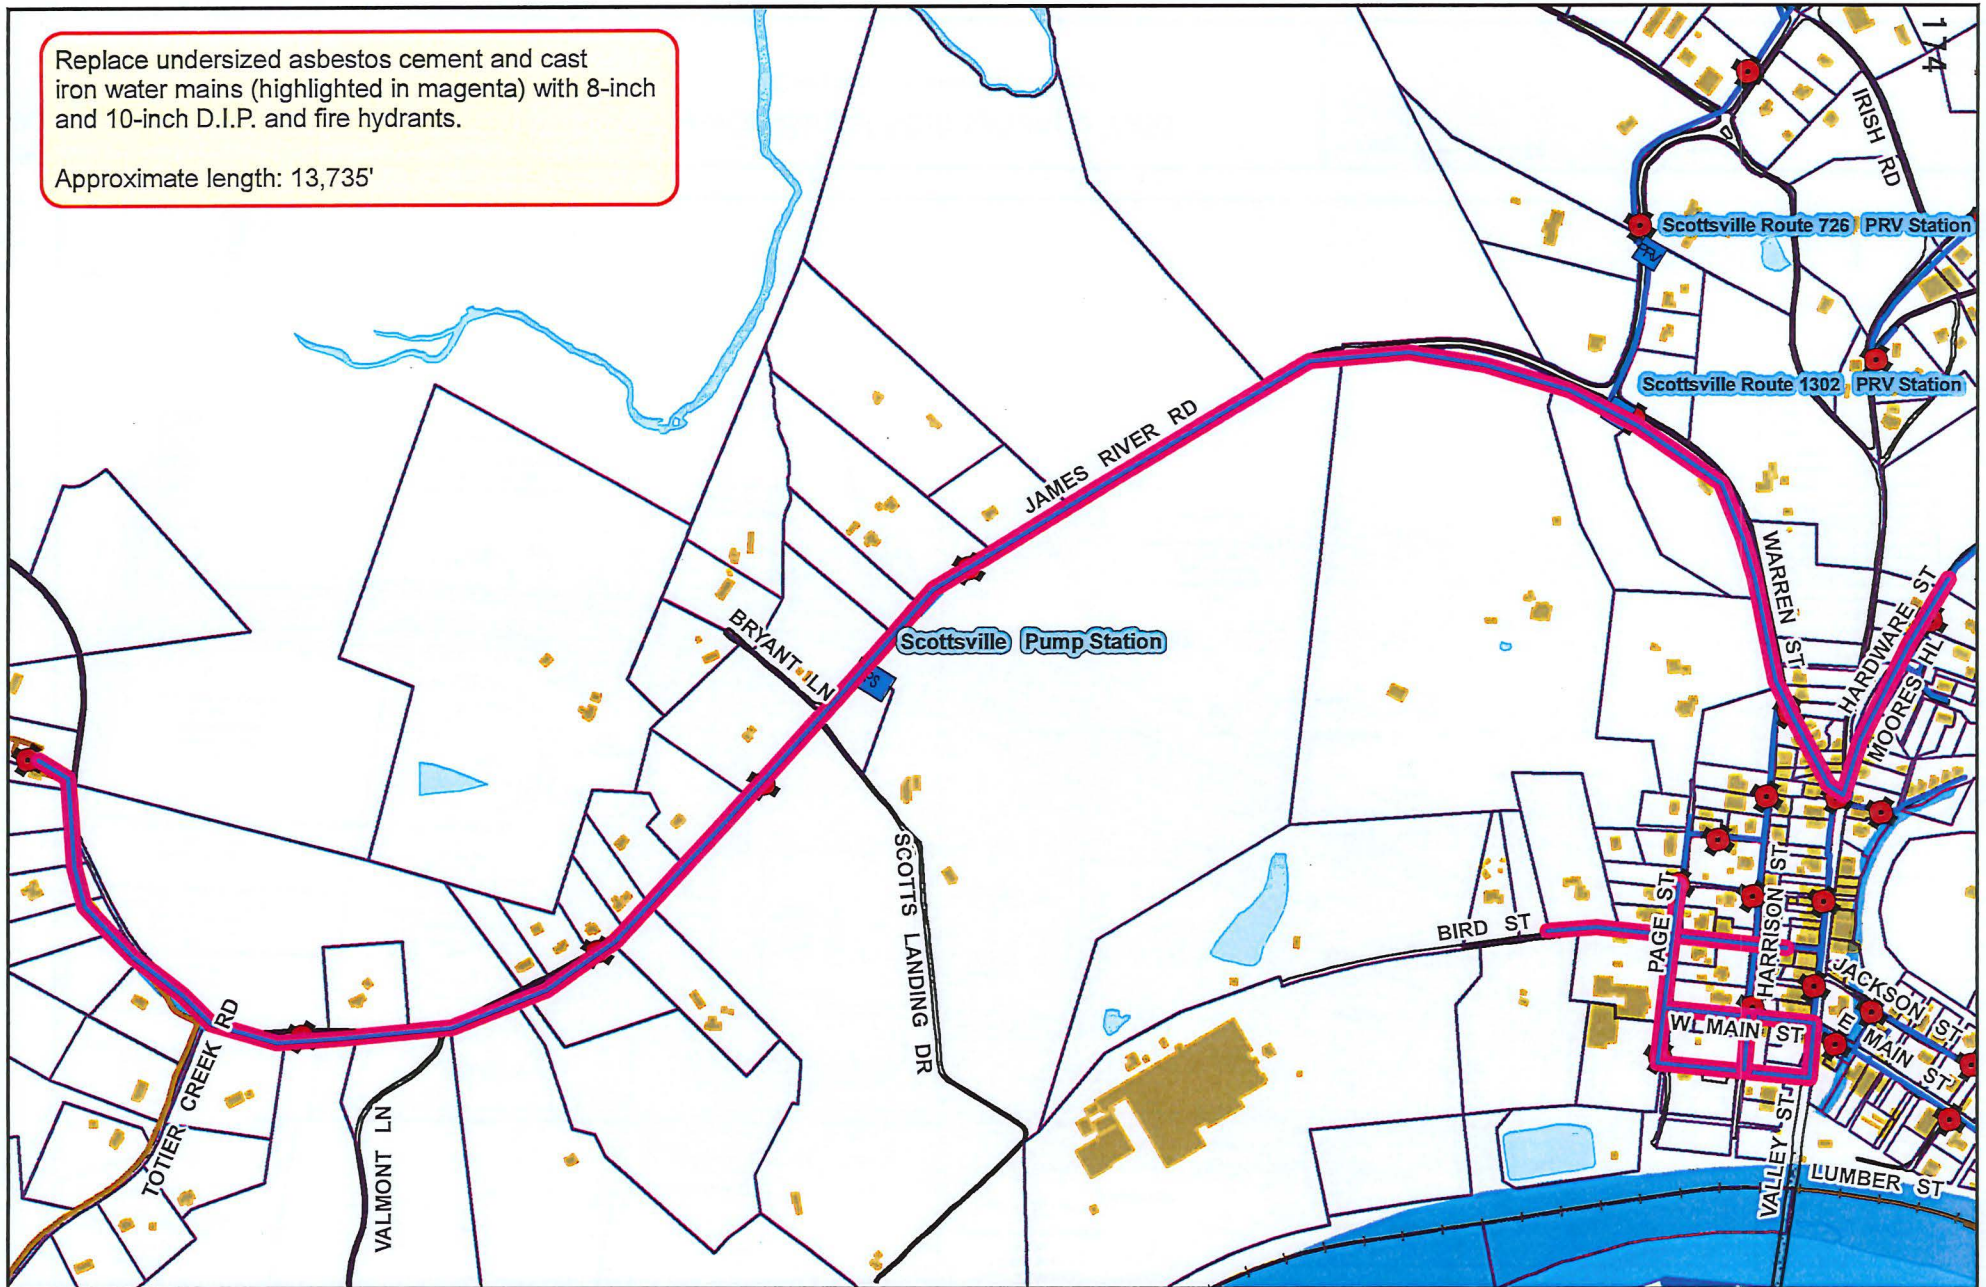 Replace undersized asbestos cement and cast
iron water mains (highlighted in magenta) with 8-inch
and 10-inch D.I.P. and fire hydrants.
Approximate length: 13,735'
174
IRISH RD
Scottsville Route 726 PRV Station
PRV
Scottsville Route 1302 PRV Station
JAMES RIVER RD
WARREN ST
HARDWARE ST
MOORES HL
BRYANT LN
Scottsville Pump Station
PS
SCOTTS LANDING DR
BIRD ST
PAGE ST
HARRISON ST
JACKSON ST
W MAIN ST
E MAIN ST
TOTIER CREEK RD
VALMONT LN
VALLEY ST
LUMBER ST